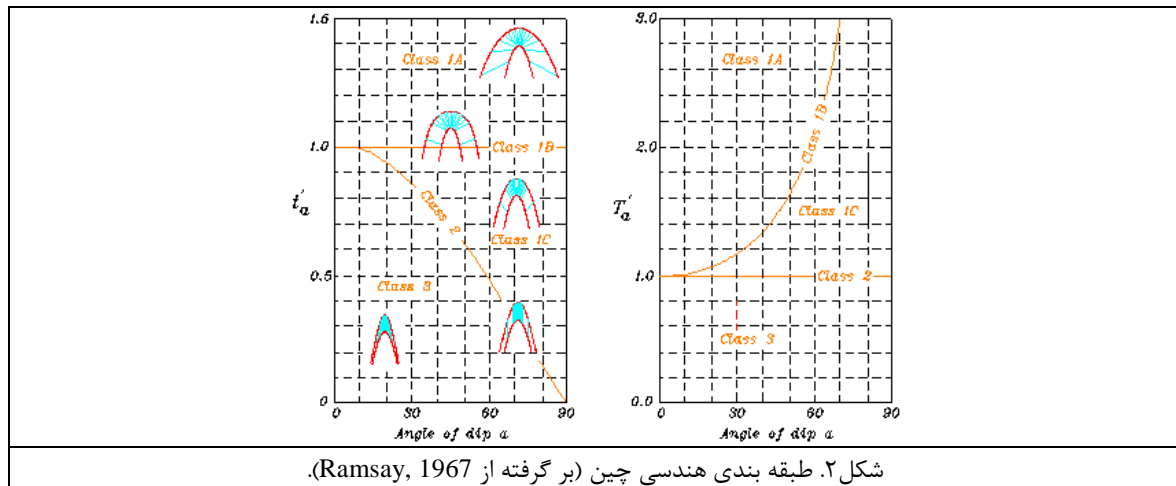 1.6
Class 1A
1.0
Class 1B
t'a
Class 2
Class 1C
0.5
Class 3
0
0 30 60 90
Angle of dip a
3.0
Class 1A
Class 1B
2.0
T'a
Class 1C
1.0
Class 2
Class 3
0.0
0 30 60 90
Angle of dip a
شکل۲. طبقه بندی هندسی چین (بر گرفته از Ramsay, 1967).